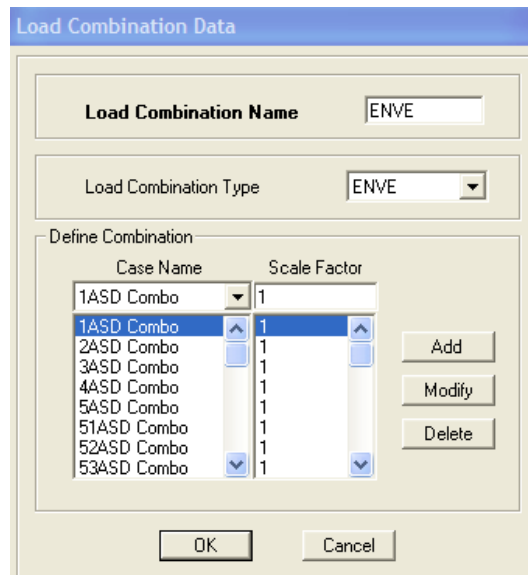 Load Combination Data
Load Combination Name ENVE
Load Combination Type ENVE
Define Combination
Case Name Scale Factor
1ASD Combo 1
1ASD Combo 1
2ASD Combo 1
3ASD Combo 1
4ASD Combo 1
5ASD Combo 1
51ASD Combo 1
52ASD Combo 1
53ASD Combo 1
Add
Modify
Delete
OK Cancel